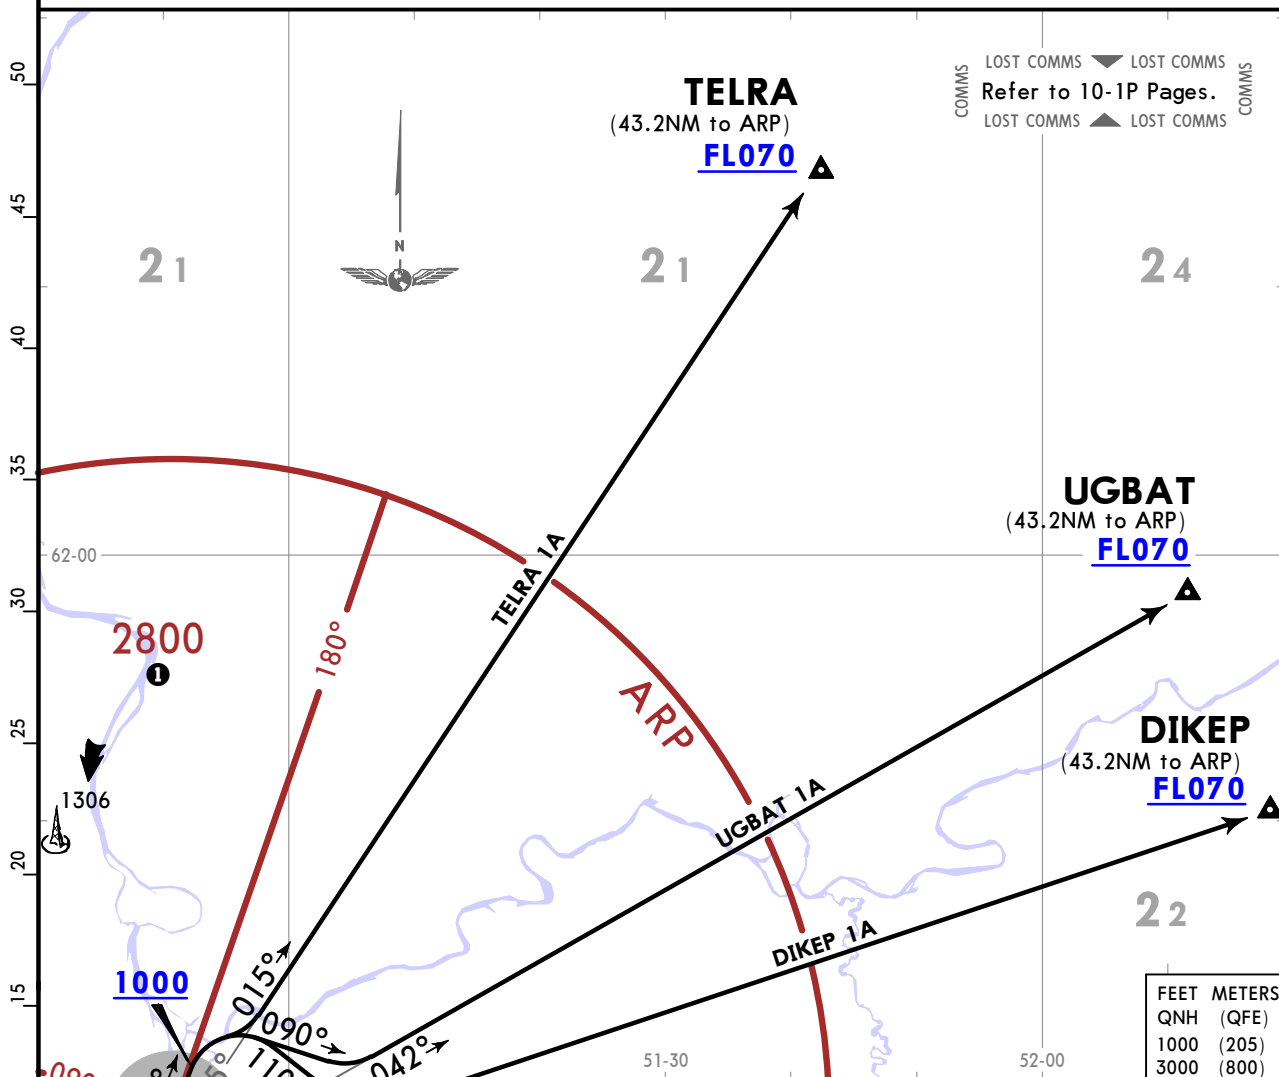 50
LOST COMMS LOST COMMS
COMMS
Refer to 10-1P Pages.
COMMS
LOST COMMS LOST COMMS
TELRA
(43.2NM to ARP)
FL070
45
N
21
21
24
40
35
UGBAT
(43.2NM to ARP)
FL070
62-00
TELRA 1A
30
2800
1
180°
ARP
25
DIKEP
(43.2NM to ARP)
FL070
1306
UGBAT 1A
20
22
DIKEP 1A
1000
015°
15
FEET METERS
QNH (QFE)
1000 (205)
3000 (800)
090°
042°
51-30
52-00